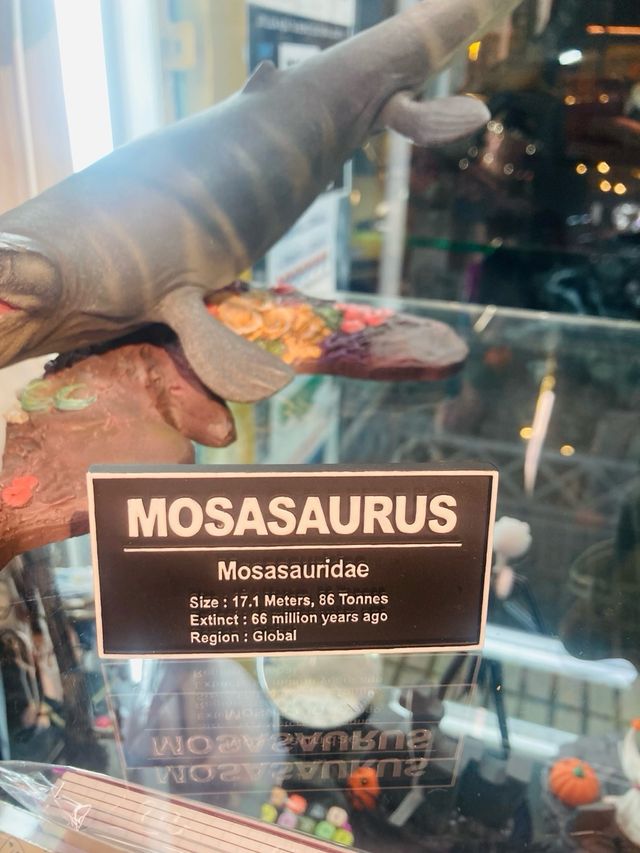 MOSASAURUS
Mosasauridae
Size : 17.1 Meters, 86 Tonnes
Extinct : 66 million years ago
Region : Global